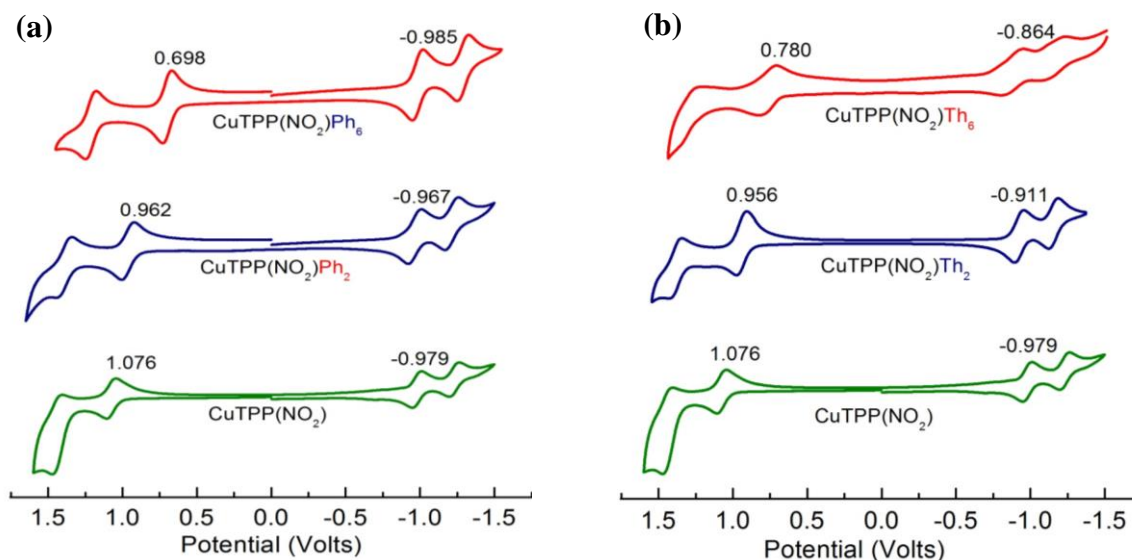 (a)
0.698
-0.985
CuTPP(NO₂)Ph₆
0.962
-0.967
CuTPP(NO₂)Ph₂
1.076
-0.979
CuTPP(NO₂)
1.5 1.0 0.5 0.0 -0.5 -1.0 -1.5
Potential (Volts)
(b)
0.780
-0.864
CuTPP(NO₂)Th₆
0.956
-0.911
CuTPP(NO₂)Th₂
1.076
-0.979
CuTPP(NO₂)
1.5 1.0 0.5 0.0 -0.5 -1.0 -1.5
Potential (Volts)